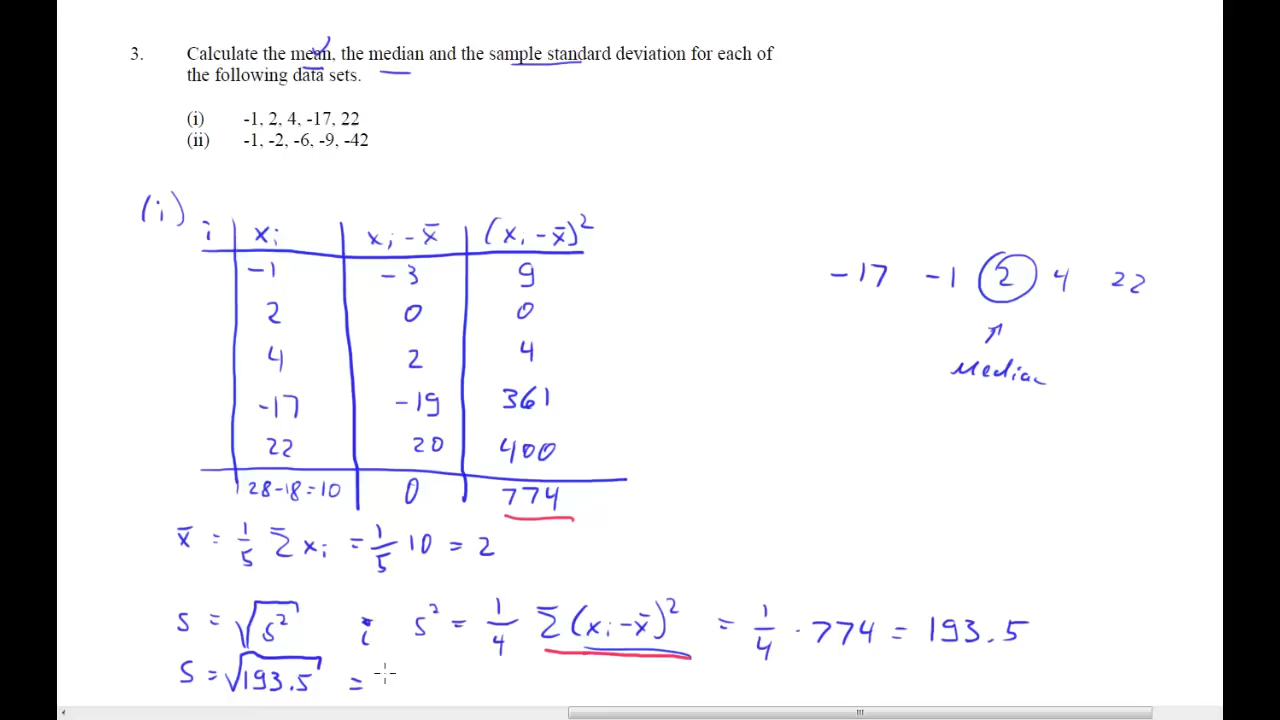 3. Calculate the mean, the median and the sample standard deviation for each of
the following data sets.
(i) -1, 2, 4, -17, 22
(ii) -1, -2, -6, -9, -42
(i)
i xᵢ xᵢ - x̄ (xᵢ - x̄)²
-1 -3 9
2 0 0
4 2 4
-17 -19 361
22 20 400
28-18=10 0 774
-17 -1 2 4 22
Median
x̄ = 1/5 Σxᵢ = 1/5 10 = 2
s = √s² ; s² = 1/4 Σ(xᵢ-x̄)² = 1/4 · 774 = 193.5
s = √193.5 =